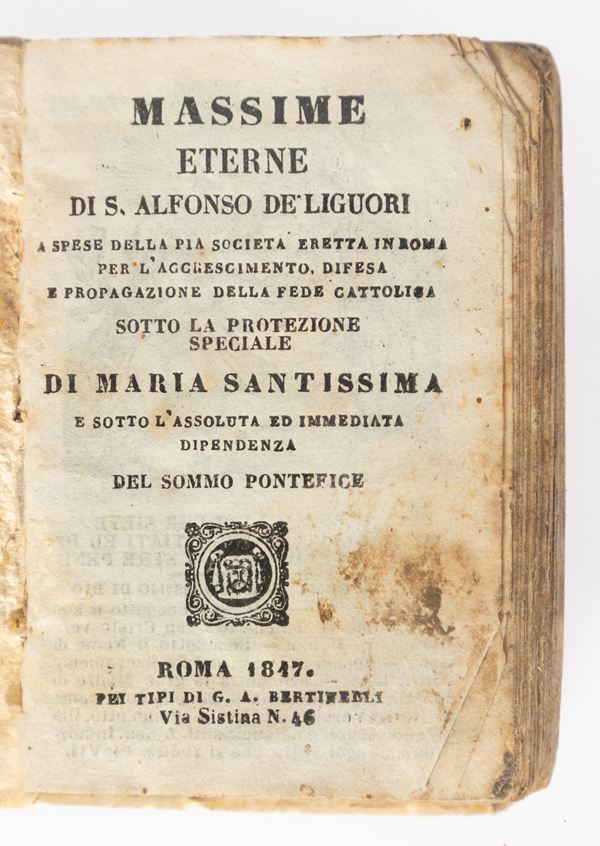 MASSIME
ETERNE
DI S. ALFONSO DE' LIGUORI
A SPESE DELLA PIA SOCIETA' ERETTA IN ROMA
PER L'ACCRESCIMENTO, DIFESA
E PROPAGAZIONE DELLA FEDE CATTOLICA
SOTTO LA PROTEZIONE
SPECIALE
DI MARIA SANTISSIMA
E SOTTO L'ASSOLUTA ED IMMEDIATA
DIPENDENZA
DEL SOMMO PONTEFICE
ROMA 1847.
PEI TIPI DI G. A. BERTINELLI
Via Sistina N. 46